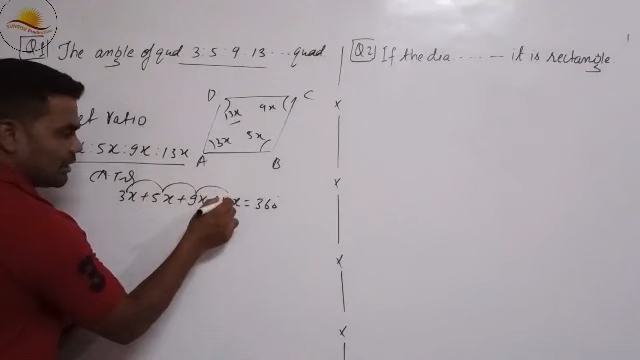 Q1 The angle of quad 3:5:9:13 ... quad.
Q2 If the dia ..... it is rectangle
D C
13x 9x
3x 5x
A B
let ratio
: 5x : 9x : 13x
3x + 5x + 9x = 360